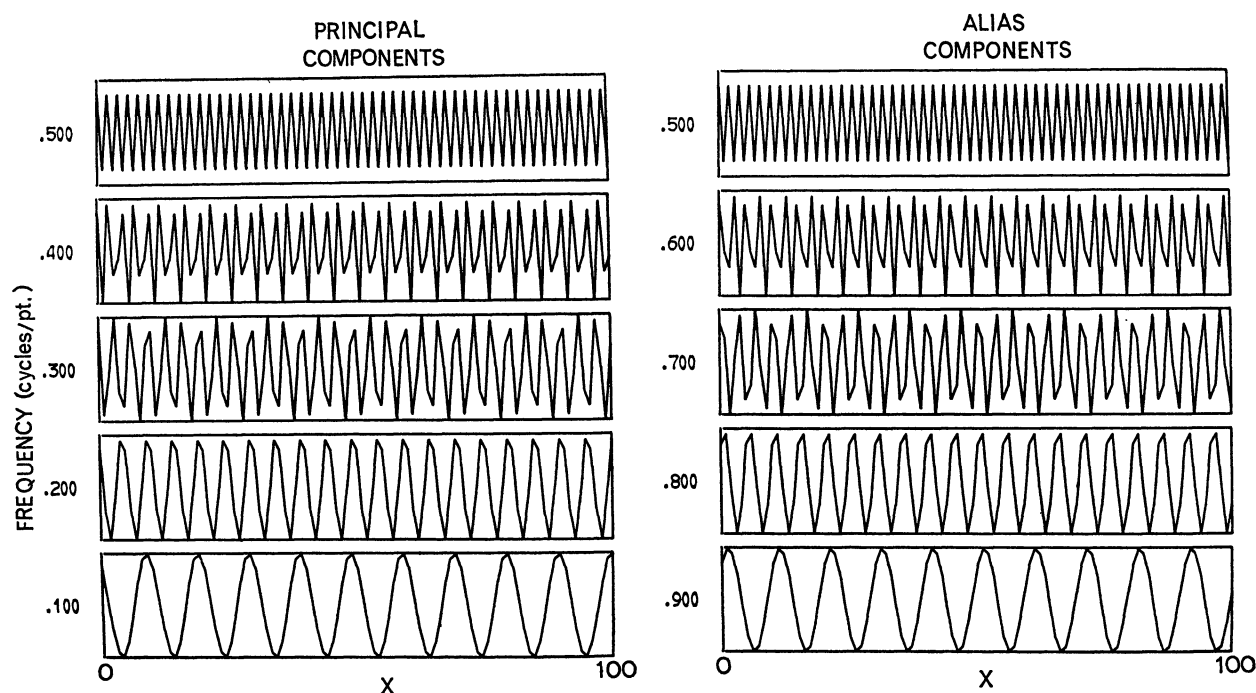 PRINCIPAL
COMPONENTS
ALIAS
COMPONENTS
FREQUENCY (cycles/pt.)
.500
.400
.300
.200
.100
0
X
100
.500
.600
.700
.800
.900
0
X
100